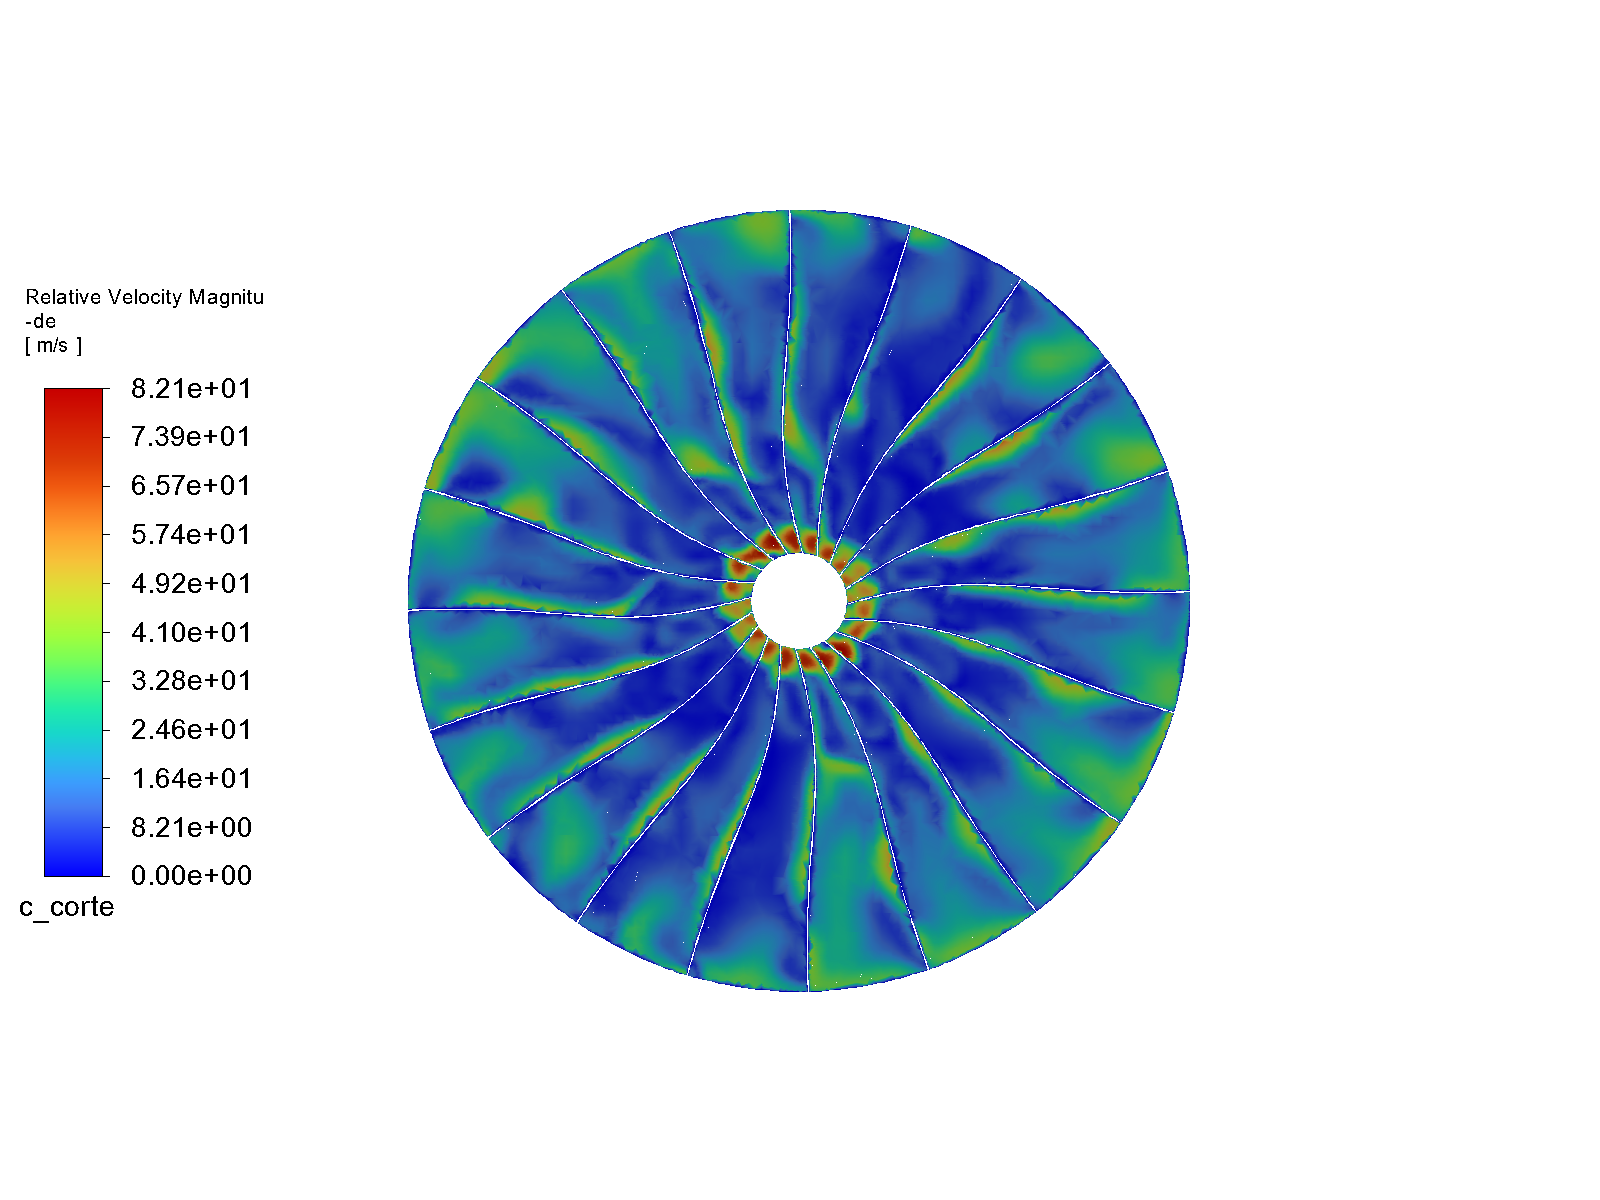 Relative Velocity Magnitu
-de
[ m/s ]
8.21e+01
7.39e+01
6.57e+01
5.74e+01
4.92e+01
4.10e+01
3.28e+01
2.46e+01
1.64e+01
8.21e+00
0.00e+00
c_corte